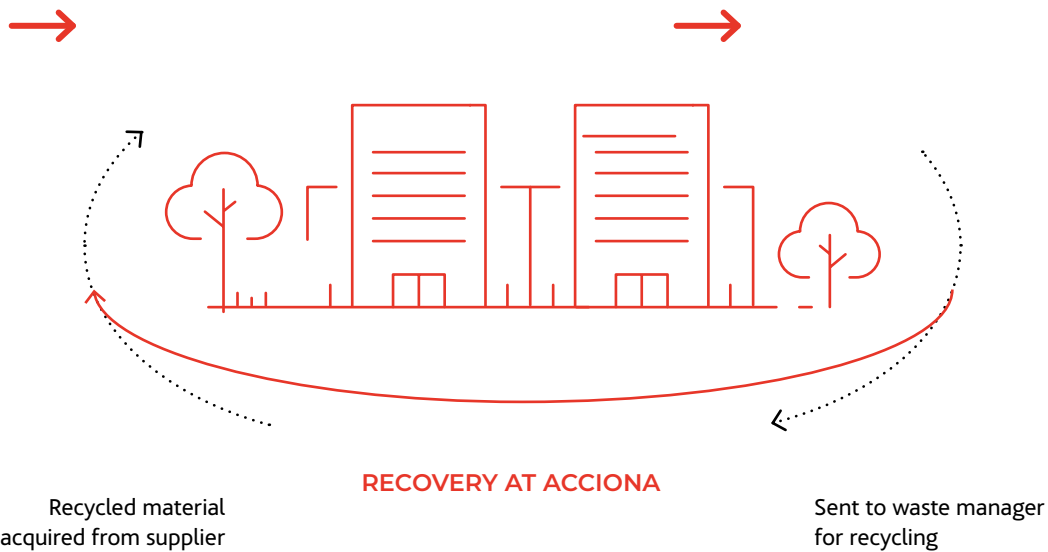 RECOVERY AT ACCIONA
Recycled material
acquired from supplier
Sent to waste manager
for recycling